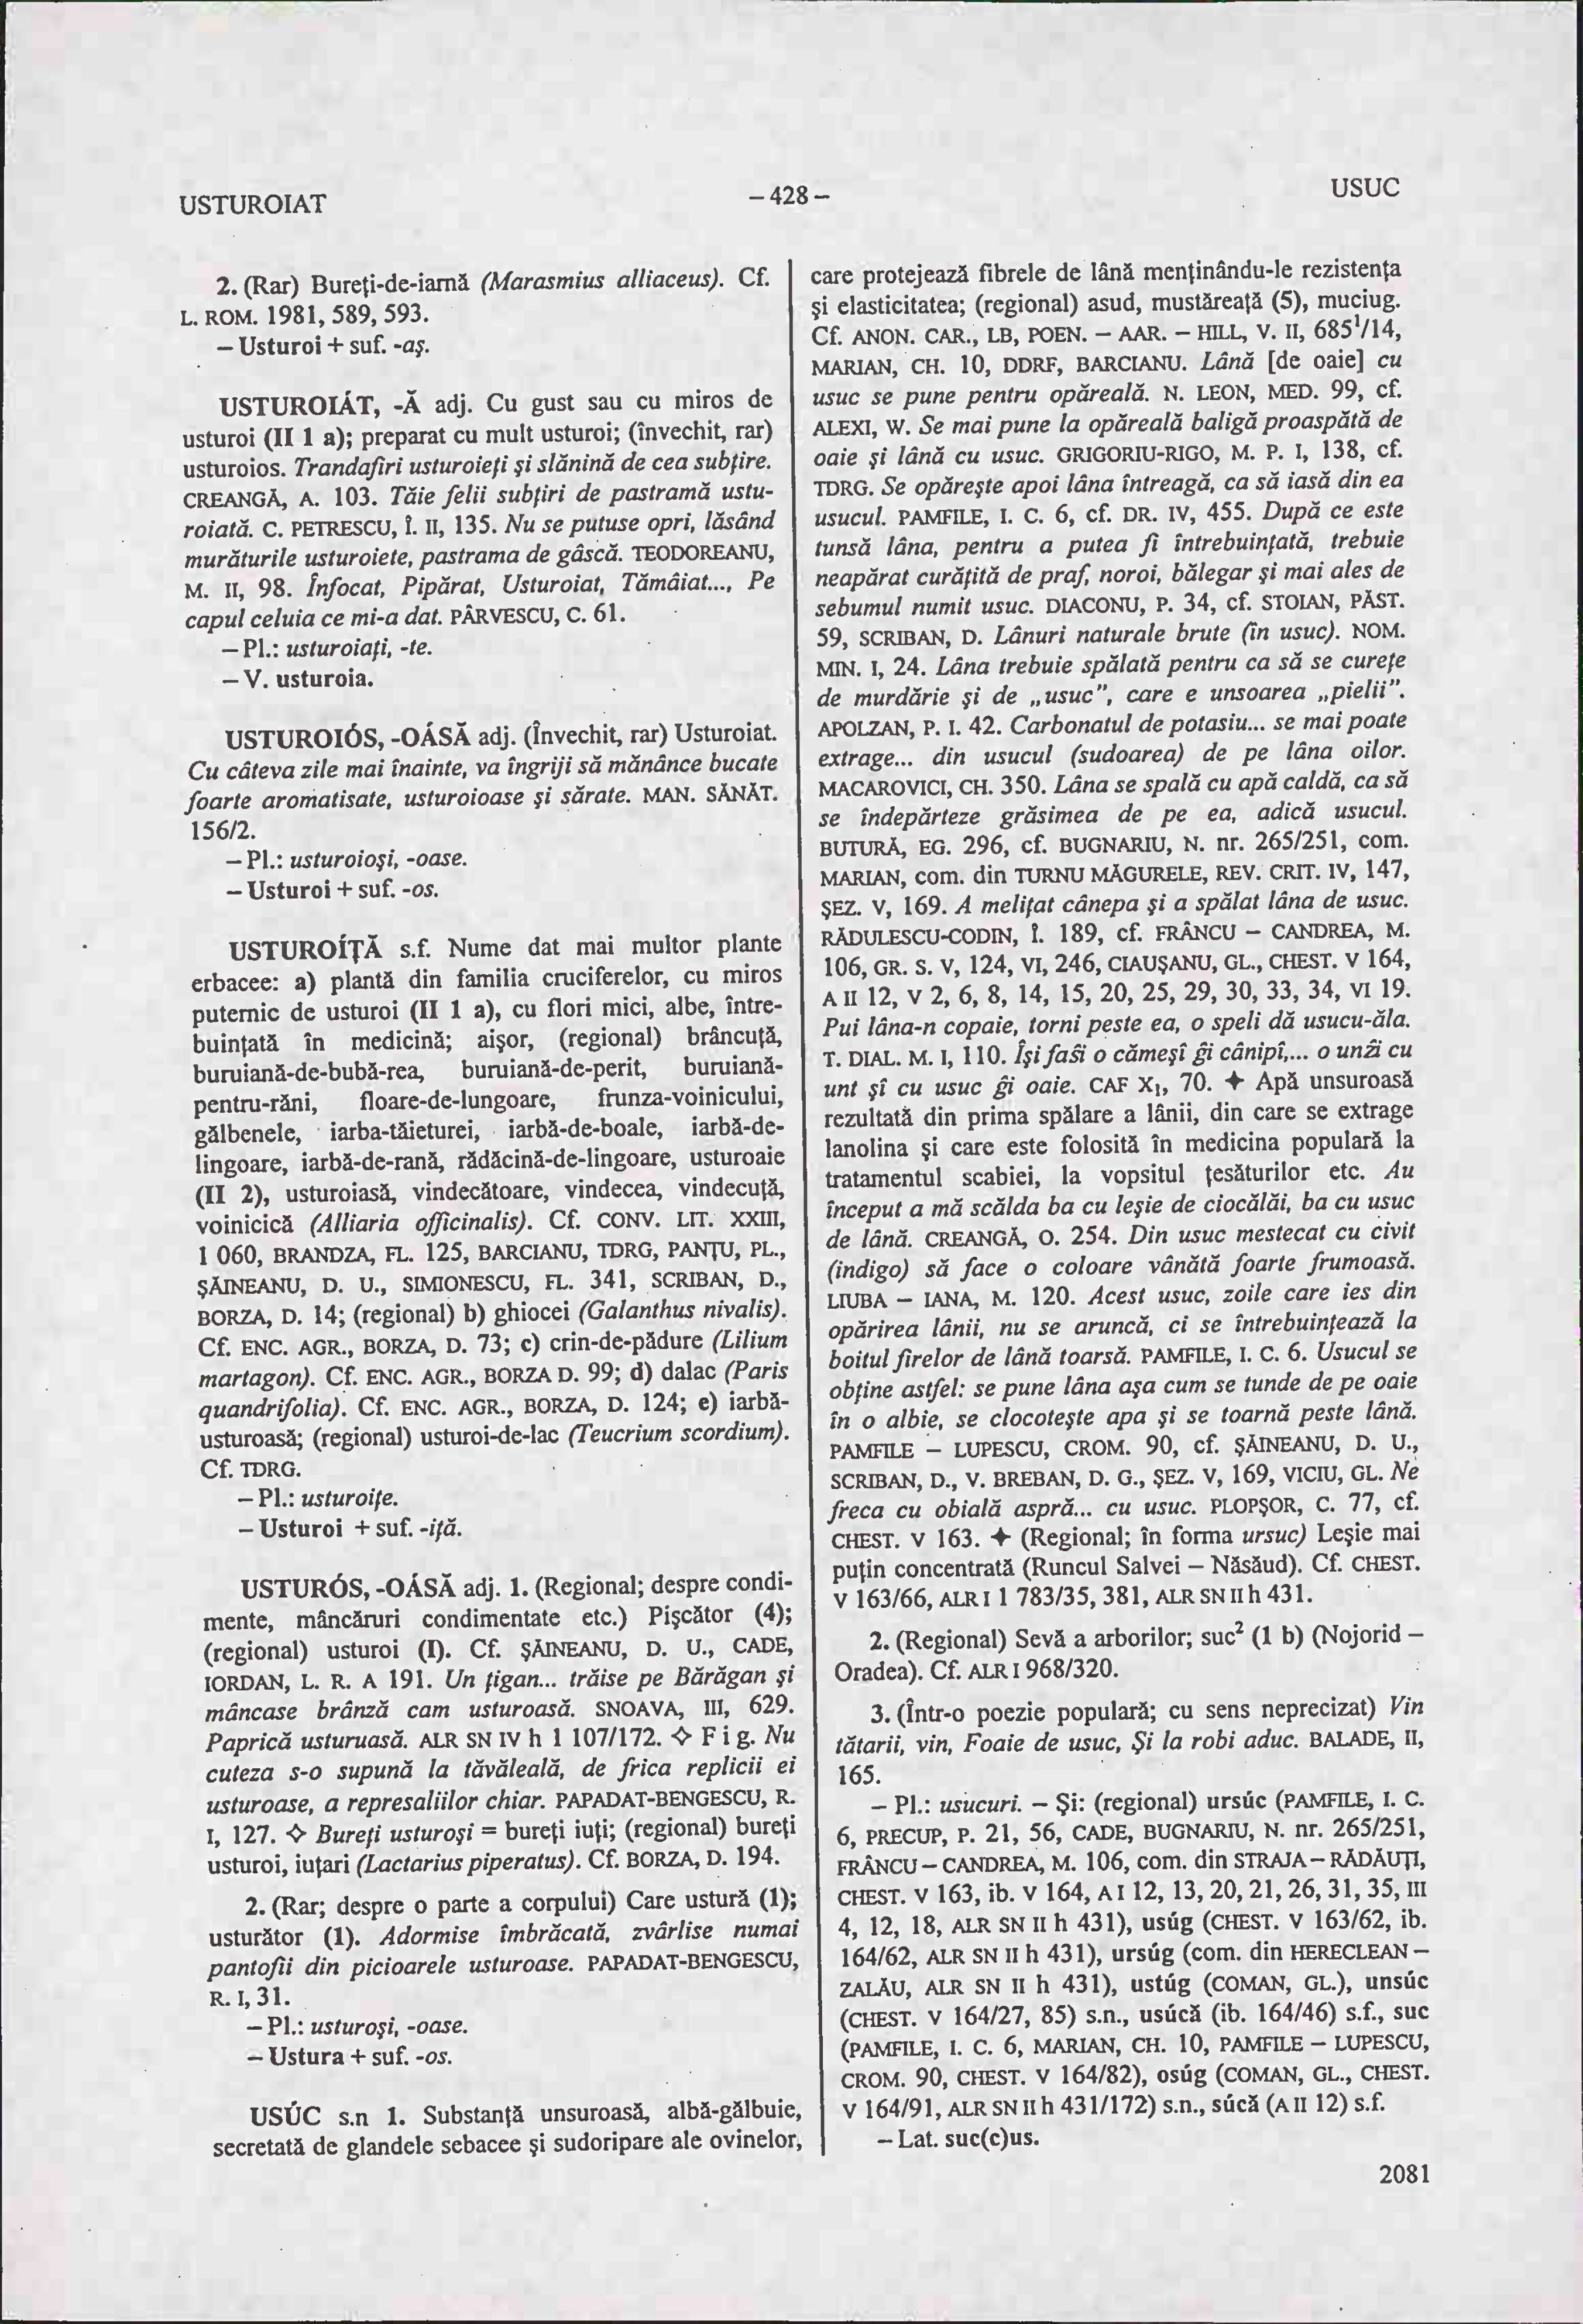 USTUROIAT
– 428 –
USUC
2. (Rar) Bureţi-de-iarnă (Marasmius alliaceus). Cf.
L. ROM. 1981, 589, 593.
– Usturoi + suf. -aş.
USTUROIÁT, -Ă adj. Cu gust sau cu miros de
usturoi (II 1 a); preparat cu mult usturoi; (învechit, rar)
usturoios. Trandafiri usturoieţi şi slănină de cea subţire.
CREANGĂ, A. 103. Tăie felii subţiri de pastramă ustu-
roiată. C. PETRESCU, Î. II, 135. Nu se putuse opri, lăsând
murăturile usturoiete, pastrama de gâscă. TEODOREANU,
M. II, 98. Înfocat, Pipărat, Usturoiat, Tămâiat..., Pe
capul celuia ce mi-a dat. PÂRVESCU, C. 61.
– Pl.: usturoiaţi, -te.
– V. usturoia.
USTUROIÓS, -OÁSĂ adj. (Învechit, rar) Usturoiat.
Cu câteva zile mai înainte, va îngriji să mănânce bucate
foarte aromatisate, usturoioase şi sărate. MAN. SĂNĂT.
156/2.
– Pl.: usturoioşi, -oase.
– Usturoi + suf. -os.
USTUROÍŢĂ s.f. Nume dat mai multor plante
erbacee: a) plantă din familia cruciferelor, cu miros
puternic de usturoi (II 1 a), cu flori mici, albe, între-
buinţată în medicină; aişor, (regional) brâncuţă,
buruiană-de-bubă-rea, buruiană-de-perit, buruiană-
pentru-răni, floare-de-lungoare, frunza-voinicului,
gălbenele, iarba-tăieturei, iarbă-de-boale, iarbă-de-
lingoare, iarbă-de-rană, rădăcină-de-lingoare, usturoaie
(II 2), usturoiasă, vindecătoare, vindecea, vindecuţă,
voinicică (Alliaria officinalis). Cf. CONV. LIT. XXIII,
1 060, BRANDZA, FL. 125, BARCIANU, TDRG, PANŢU, PL.,
ŞĂINEANU, D. U., SIMIONESCU, FL. 341, SCRIBAN, D.,
BORZA, D. 14; (regional) b) ghiocei (Galanthus nivalis).
Cf. ENC. AGR., BORZA, D. 73; c) crin-de-pădure (Lilium
martagon). Cf. ENC. AGR., BORZA D. 99; d) dalac (Paris
quandrifolia). Cf. ENC. AGR., BORZA, D. 124; e) iarbă-
usturoasă; (regional) usturoi-de-lac (Teucrium scordium).
Cf. TDRG.
– Pl.: usturoiţe.
– Usturoi + suf. -iţă.
USTURÓS, -OÁSĂ adj. 1. (Regional; despre condi-
mente, mâncăruri condimentate etc.) Pişcător (4);
(regional) usturoi (I). Cf. ŞĂINEANU, D. U., CADE,
IORDAN, L. R. A 191. Un ţigan... trăise pe Bărăgan şi
mâncase brânză cam usturoasă. SNOAVA, III, 629.
Paprică usturuasă. ALR SN IV h 1 107/172. ◇ Fig. Nu
cuteza s-o supună la tăvăleală, de frica replicii ei
usturoase, a represaliilor chiar. PAPADAT-BENGESCU, R.
I, 127. ◇ Bureţi usturoşi = bureţi iuţi; (regional) bureţi
usturoi, iuţari (Lactarius piperatus). Cf. BORZA, D. 194.
2. (Rar; despre o parte a corpului) Care ustură (1);
usturător (1). Adormise îmbrăcată, zvârlise numai
pantofii din picioarele usturoase. PAPADAT-BENGESCU,
R. I, 31.
– Pl.: usturoşi, -oase.
– Ustura + suf. -os.
USÚC s.n 1. Substanţă unsuroasă, albă-gălbuie,
secretată de glandele sebacee şi sudoripare ale ovinelor,
care protejează fibrele de lână menţinându-le rezistenţa
şi elasticitatea; (regional) asud, mustăreaţă (5), muciug.
Cf. ANON. CAR., LB, POEN. – AAR. – HILL, V. II, 685¹/14,
MARIAN, CH. 10, DDRF, BARCIANU. Lână [de oaie] cu
usuc se pune pentru opăreală. N. LEON, MED. 99, cf.
ALEXI, W. Se mai pune la opăreală baligă proaspătă de
oaie şi lână cu usuc. GRIGORIU-RIGO, M. P. I, 138, cf.
TDRG. Se opăreşte apoi lâna întreagă, ca să iasă din ea
usucul. PAMFILE, I. C. 6, cf. DR. IV, 455. După ce este
tunsă lâna, pentru a putea fi întrebuinţată, trebuie
neapărat curăţită de praf, noroi, bălegar şi mai ales de
sebumul numit usuc. DIACONU, P. 34, cf. STOIAN, PĂST.
59, SCRIBAN, D. Lânuri naturale brute (în usuc). NOM.
MIN. I, 24. Lâna trebuie spălată pentru ca să se cureţe
de murdărie şi de „usuc”, care e unsoarea „pielii”.
APOLZAN, P. I. 42. Carbonatul de potasiu... se mai poate
extrage... din usucul (sudoarea) de pe lâna oilor.
MACAROVICI, CH. 350. Lâna se spală cu apă caldă, ca să
se îndepărteze grăsimea de pe ea, adică usucul.
BUTURĂ, EG. 296, cf. BUGNARIU, N. nr. 265/251, com.
MARIAN, com. din TURNU MĂGURELE, REV. CRIT. IV, 147,
ŞEZ. V, 169. A meliţat cânepa şi a spălat lâna de usuc.
RĂDULESCU-CODIN, Î. 189, cf. FRÂNCU – CANDREA, M.
106, GR. S. V, 124, VI, 246, CIAUŞANU, GL., CHEST. V 164,
A II 12, V 2, 6, 8, 14, 15, 20, 25, 29, 30, 33, 34, VI 19.
Pui lâna-n copaie, torni peste ea, o speli dă usucu-ăla.
T. DIAL. M. I, 110. Îşi faŝi o cămeşî ĝi cânipî,... o unẑi cu
unt şî cu usuc ĝi oaie. CAF X₁, 70. ✦ Apă unsuroasă
rezultată din prima spălare a lânii, din care se extrage
lanolina şi care este folosită în medicina populară la
tratamentul scabiei, la vopsitul ţesăturilor etc. Au
început a mă scălda ba cu leşie de ciocălăi, ba cu usuc
de lână. CREANGĂ, O. 254. Din usuc mestecat cu civit
(indigo) să face o coloare vânătă foarte frumoasă.
LIUBA – IANA, M. 120. Acest usuc, zoile care ies din
opărirea lânii, nu se aruncă, ci se întrebuinţează la
boitul firelor de lână toarsă. PAMFILE, I. C. 6. Usucul se
obţine astfel: se pune lâna aşa cum se tunde de pe oaie
în o albie, se clocoteşte apa şi se toarnă peste lână.
PAMFILE – LUPESCU, CROM. 90, cf. ŞĂINEANU, D. U.,
SCRIBAN, D., V. BREBAN, D. G., ŞEZ. V, 169, VICIU, GL. Ne
freca cu obială aspră... cu usuc. PLOPŞOR, C. 77, cf.
CHEST. V 163. ✦ (Regional; în forma ursuc) Leşie mai
puţin concentrată (Runcul Salvei – Năsăud). Cf. CHEST.
V 163/66, ALR I 1 783/35, 381, ALR SN II h 431.
2. (Regional) Sevă a arborilor; suc² (1 b) (Nojorid –
Oradea). Cf. ALR I 968/320.
3. (Într-o poezie populară; cu sens neprecizat) Vin
tătarii, vin, Foaie de usuc, Şi la robi aduc. BALADE, II,
165.
– Pl.: usucuri. – Şi: (regional) ursúc (PAMFILE, I. C.
6, PRECUP, P. 21, 56, CADE, BUGNARIU, N. nr. 265/251,
FRÂNCU – CANDREA, M. 106, com. din STRAJA – RĂDĂUŢI,
CHEST. V 163, ib. V 164, A I 12, 13, 20, 21, 26, 31, 35, III
4, 12, 18, ALR SN II h 431), usúg (CHEST. V 163/62, ib.
164/62, ALR SN II h 431), ursúg (com. din HERECLEAN –
ZALĂU, ALR SN II h 431), ustúg (COMAN, GL.), unsúc
(CHEST. V 164/27, 85) s.n., usúcă (ib. 164/46) s.f., suc
(PAMFILE, I. C. 6, MARIAN, CH. 10, PAMFILE – LUPESCU,
CROM. 90, CHEST. V 164/82), osúg (COMAN, GL., CHEST.
V 164/91, ALR SN II h 431/172) s.n., súcă (A II 12) s.f.
– Lat. suc(c)us.
2081